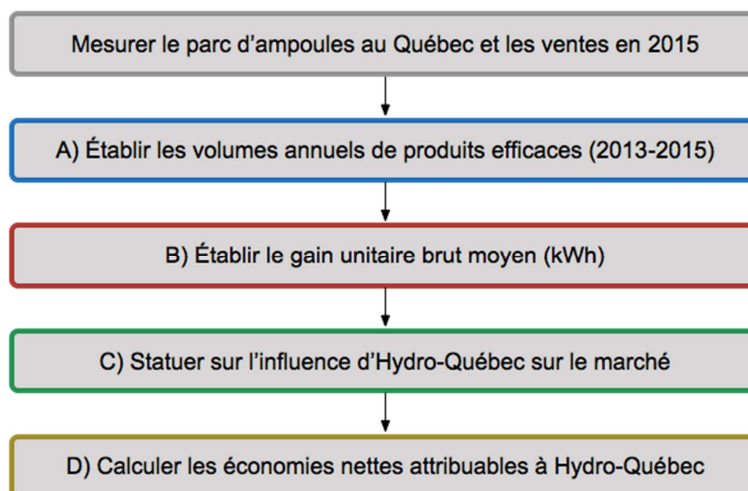 Mesurer le parc d'ampoules au Québec et les ventes en 2015
A) Établir les volumes annuels de produits efficaces (2013-2015)
B) Établir le gain unitaire brut moyen (kWh)
C) Statuer sur l'influence d'Hydro-Québec sur le marché
D) Calculer les économies nettes attribuables à Hydro-Québec